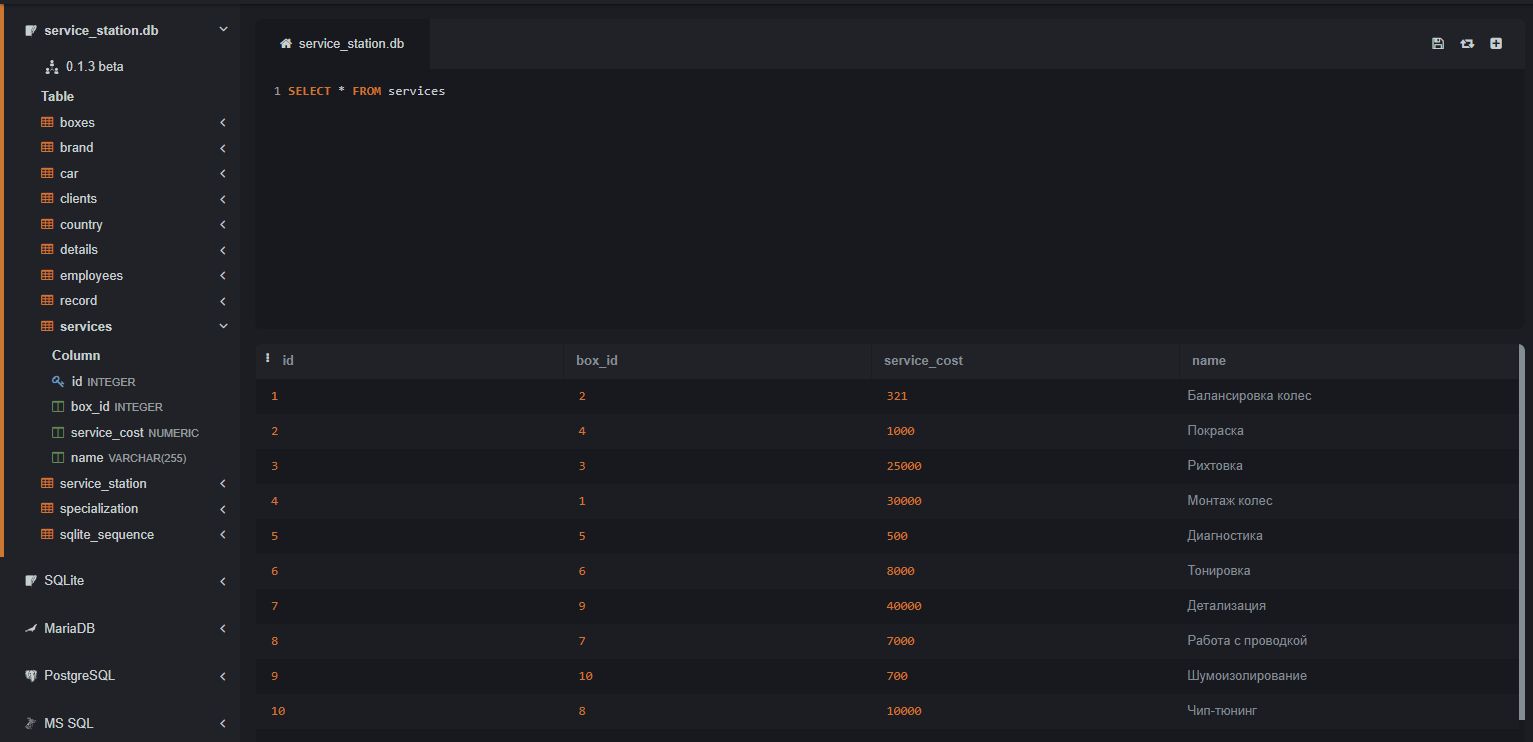 service_station.db
0.1.3 beta
Table
boxes
brand
car
clients
country
details
employees
record
services
Column
id INTEGER
box_id INTEGER
service_cost NUMERIC
name VARCHAR(255)
service_station
specialization
sqlite_sequence
SQLite
MariaDB
PostgreSQL
MS SQL
service_station.db
1 SELECT * FROM services
id box_id service_cost name
1 2 321 Балансировка колес
2 4 1000 Покраска
3 3 25000 Рихтовка
4 1 30000 Монтаж колес
5 5 500 Диагностика
6 6 8000 Тонировка
7 9 40000 Детализация
8 7 7000 Работа с проводкой
9 10 700 Шумоизолирование
10 8 10000 Чип-тюнинг